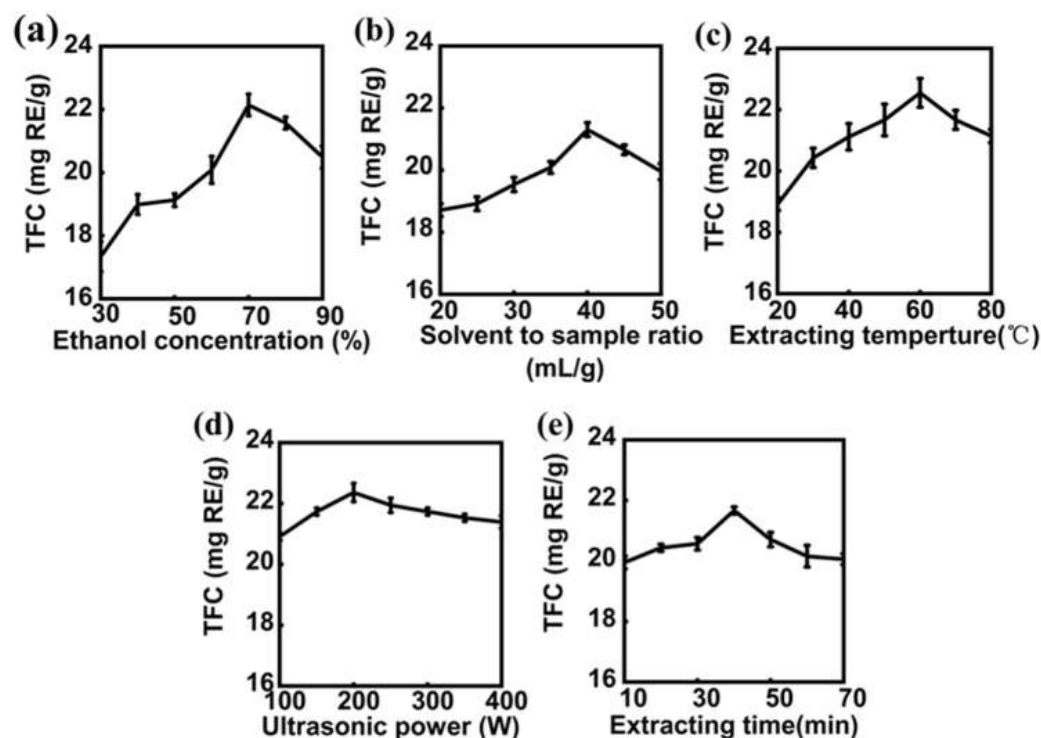 (a)
TFC (mg RE/g)
24
22
20
18
16
30 50 70 90
Ethanol concentration (%)
(b)
TFC (mg RE/g)
24
22
20
18
16
20 30 40 50
Solvent to sample ratio
(mL/g)
(c)
TFC (mg RE/g)
24
22
20
18
16
20 40 60 80
Extracting temperture(℃)
(d)
TFC (mg RE/g)
24
22
20
18
16
100 200 300 400
Ultrasonic power (W)
(e)
TFC (mg RE/g)
24
22
20
18
16
10 30 50 70
Extracting time(min)